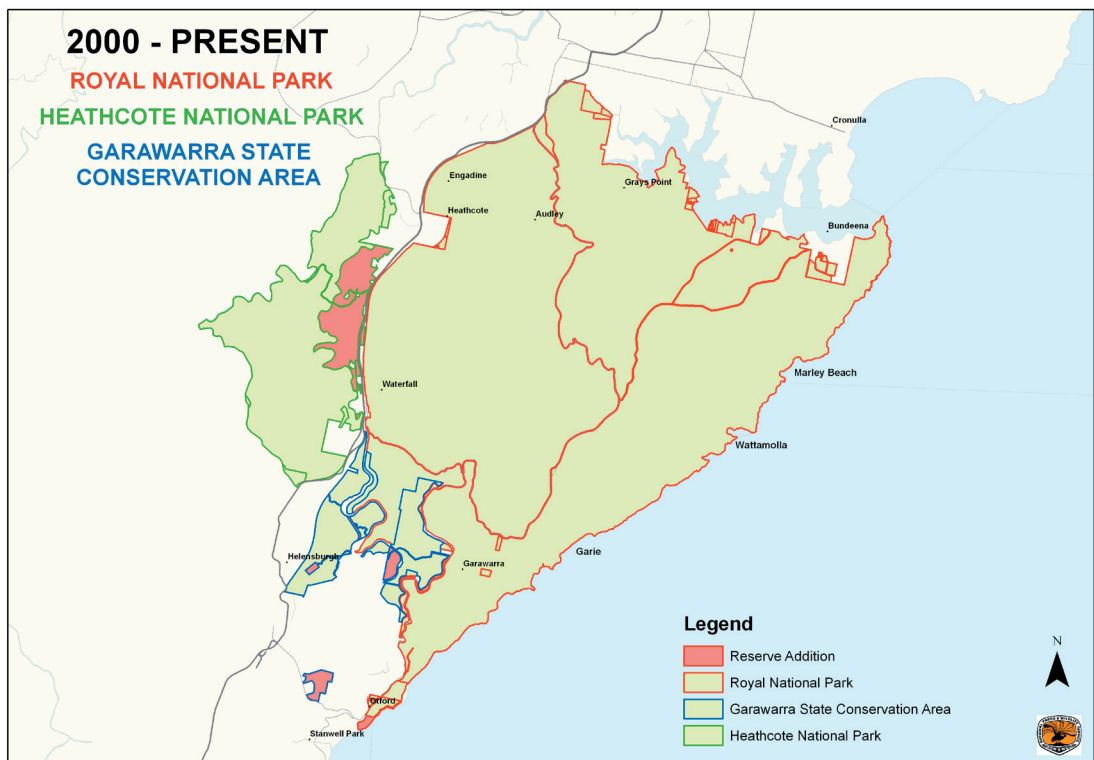 2000 - PRESENT
ROYAL NATIONAL PARK
HEATHCOTE NATIONAL PARK
GARAWARRA STATE
CONSERVATION AREA
Cronulla
Engadine
Grays Point
Heathcote
Audley
Bundeena
Marley Beach
Waterfall
Wattamolla
Garie
Helensburgh
Garawarra
Otford
Stanwell Park
Legend
Reserve Addition
Royal National Park
Garawarra State Conservation Area
Heathcote National Park
N